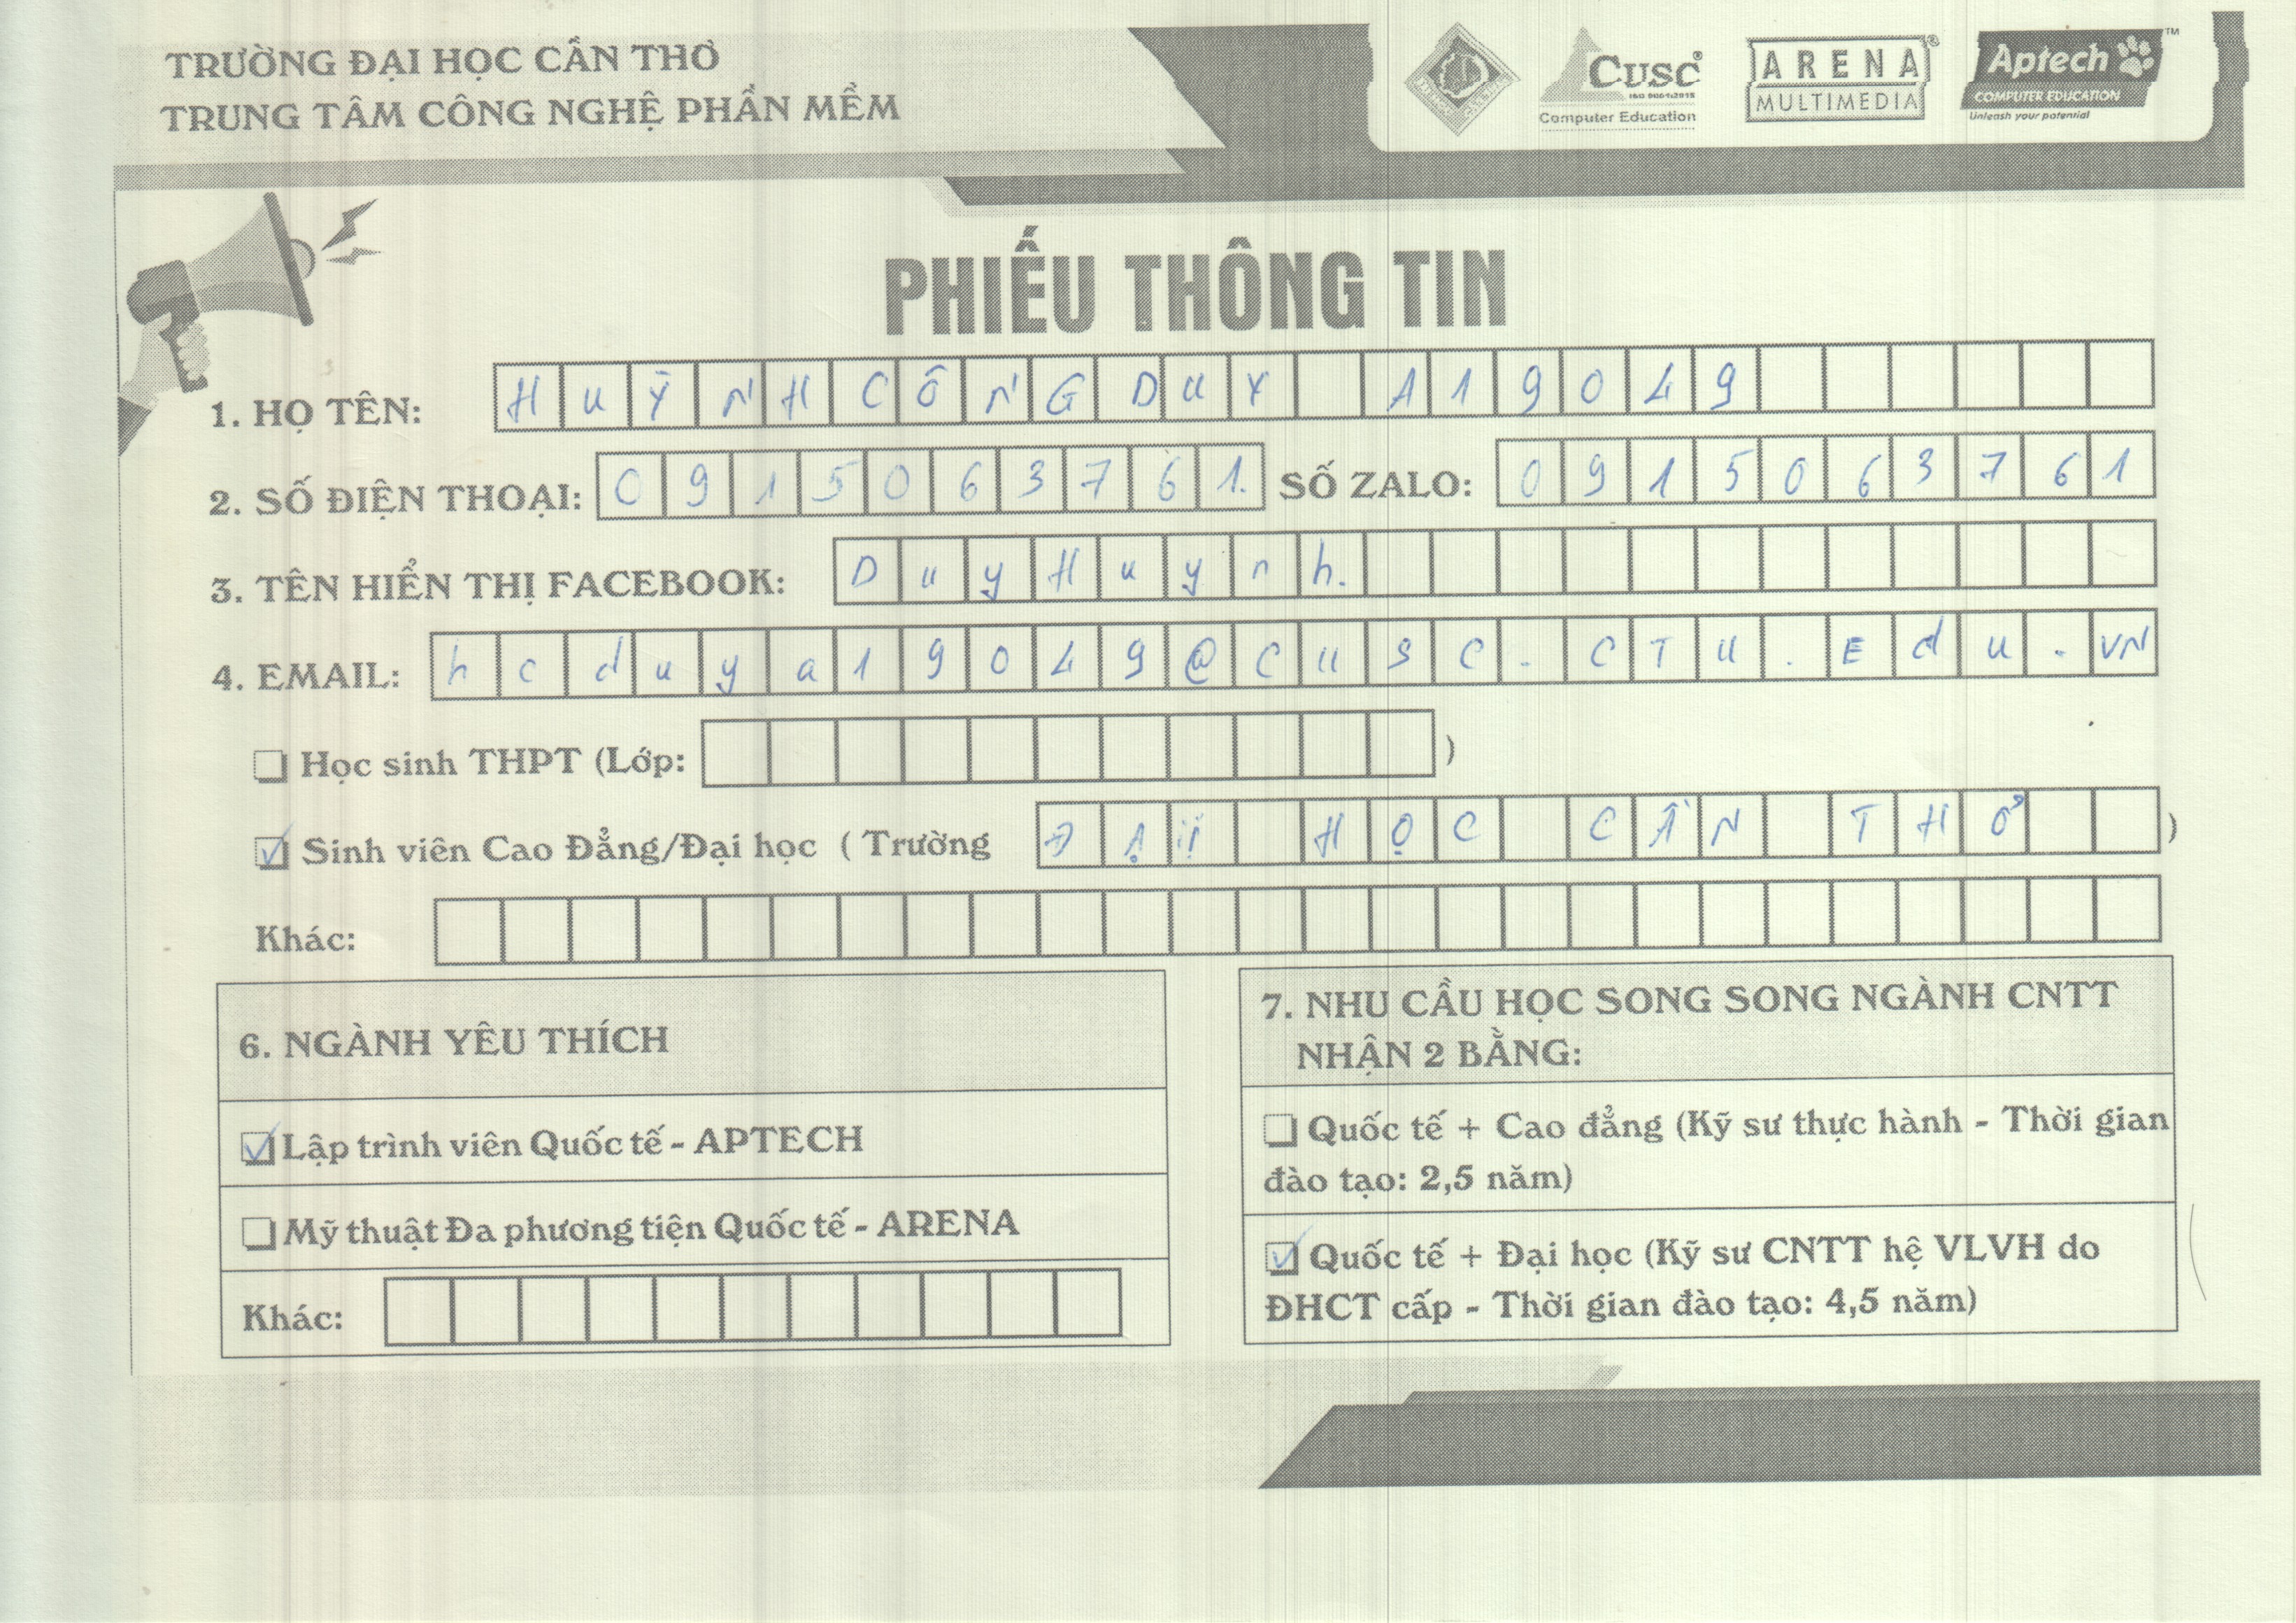 TRƯỜNG ĐẠI HỌC CẦN THƠ
TRUNG TÂM CÔNG NGHỆ PHẦN MỀM
CUSC®
ISO 9001:2015
Computer Education
ARENA®
MULTIMEDIA
Aptech™
COMPUTER EDUCATION
Unleash your potential
PHIẾU THÔNG TIN
1. HỌ TÊN: HUỲNH CÔNG DUY A19049
2. SỐ ĐIỆN THOẠI: 0915063761. SỐ ZALO: 0915063761
3. TÊN HIỂN THỊ FACEBOOK: DuyHuynh.
4. EMAIL: hcduya19049@cusc.CTU.Edu.VN
Học sinh THPT (Lớp: )
Sinh viên Cao Đẳng/Đại học ( Trường ĐẠI HỌC CẦN THƠ )
Khác:
6. NGÀNH YÊU THÍCH
Lập trình viên Quốc tế - APTECH
Mỹ thuật Đa phương tiện Quốc tế - ARENA
Khác:
7. NHU CẦU HỌC SONG SONG NGÀNH CNTT
NHẬN 2 BẰNG:
Quốc tế + Cao đẳng (Kỹ sư thực hành - Thời gian
đào tạo: 2,5 năm)
Quốc tế + Đại học (Kỹ sư CNTT hệ VLVH do
ĐHCT cấp - Thời gian đào tạo: 4,5 năm)